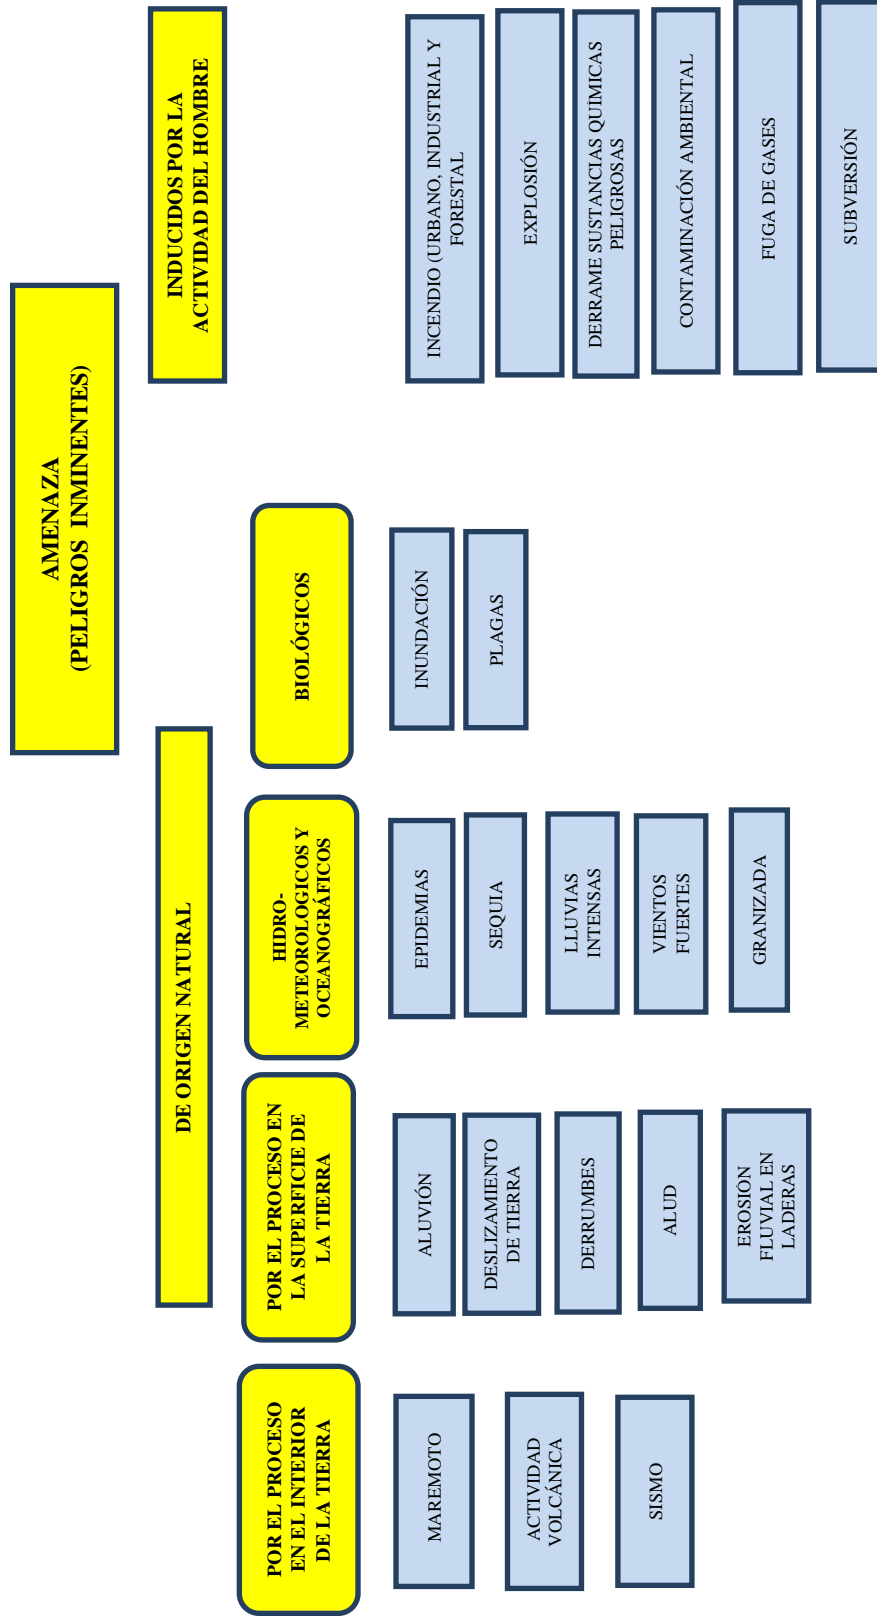 AMENAZA
(PELIGROS INMINENTES)
DE ORIGEN NATURAL
INDUCIDOS POR LA
ACTIVIDAD DEL HOMBRE
POR EL PROCESO
EN EL INTERIOR
DE LA TIERRA
POR EL PROCESO EN
LA SUPERFICIE DE
LA TIERRA
HIDRO-
METEOROLOGICOS Y
OCEANOGRÁFICOS
BIOLÓGICOS
MAREMOTO
ACTIVIDAD
VOLCÁNICA
SISMO
ALUVIÓN
DESLIZAMIENTO
DE TIERRA
DERRUMBES
ALUD
EROSIÓN
FLUVIAL EN
LADERAS
EPIDEMIAS
SEQUIA
LLUVIAS
INTENSAS
VIENTOS
FUERTES
GRANIZADA
INUNDACIÓN
PLAGAS
INCENDIO (URBANO, INDUSTRIAL Y
FORESTAL
EXPLOSIÓN
DERRAME SUSTANCIAS QUÍMICAS
PELIGROSAS
CONTAMINACIÓN AMBIENTAL
FUGA DE GASES
SUBVERSIÓN